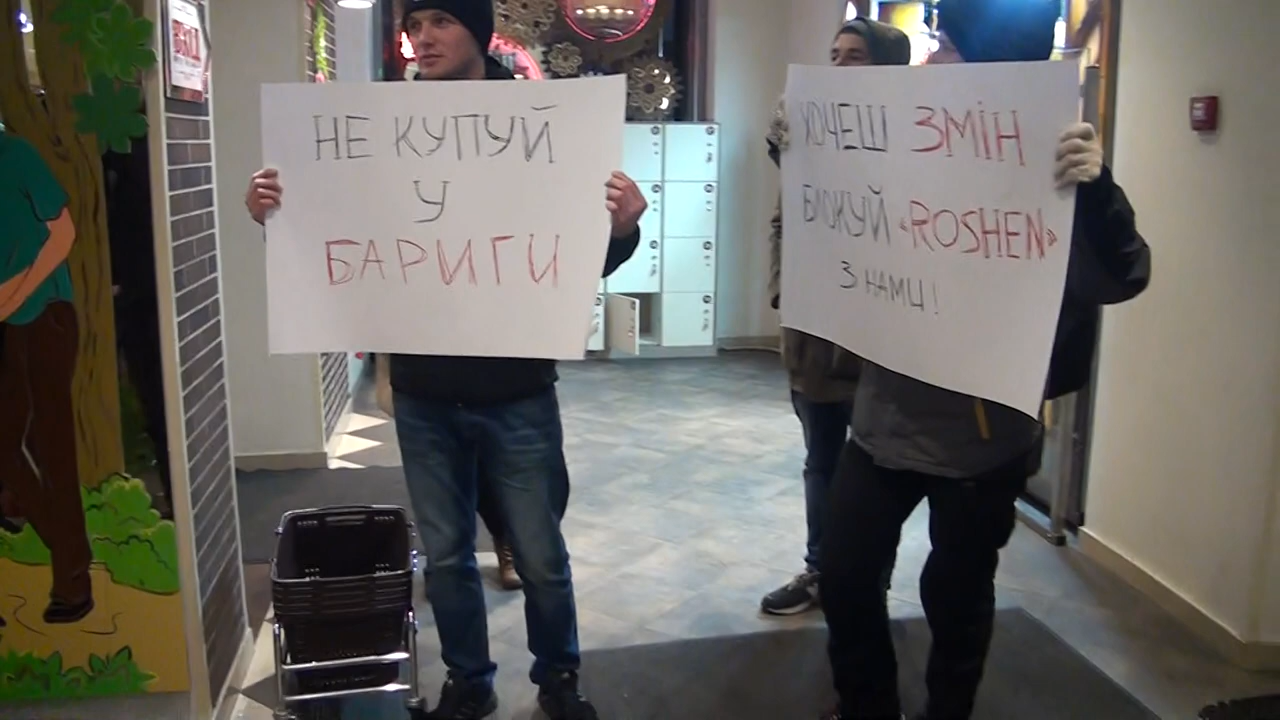 НЕ КУПУЙ
У
БАРИГИ
ХОЧЕШ ЗМІН
БЛОКУЙ «ROSHEN»
З НАМИ!